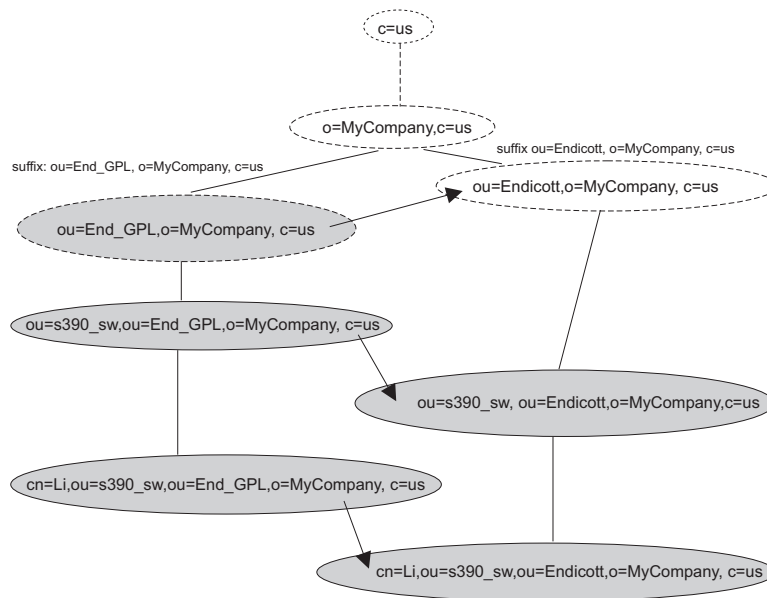 c=us
o=MyCompany,c=us
suffix: ou=End_GPL, o=MyCompany, c=us
suffix ou=Endicott, o=MyCompany, c=us
ou=Endicott,o=MyCompany, c=us
ou=End_GPL,o=MyCompany, c=us
ou=s390_sw,ou=End_GPL,o=MyCompany, c=us
ou=s390_sw, ou=Endicott,o=MyCompany,c=us
cn=Li,ou=s390_sw,ou=End_GPL,o=MyCompany, c=us
cn=Li,ou=s390_sw,ou=Endicott,o=MyCompany, c=us